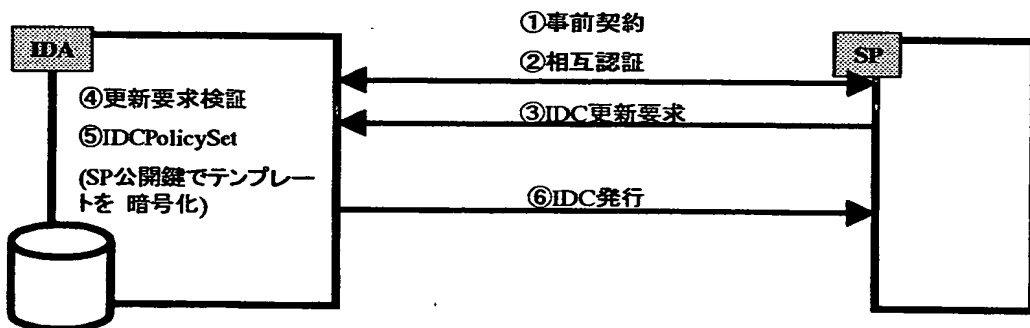 ①事前契約
IDA
SP
②相互認証
④更新要求検証
③IDC更新要求
⑤IDCPolicySet
(SP公開鍵でテンプレー
トを 暗号化)
⑥IDC発行